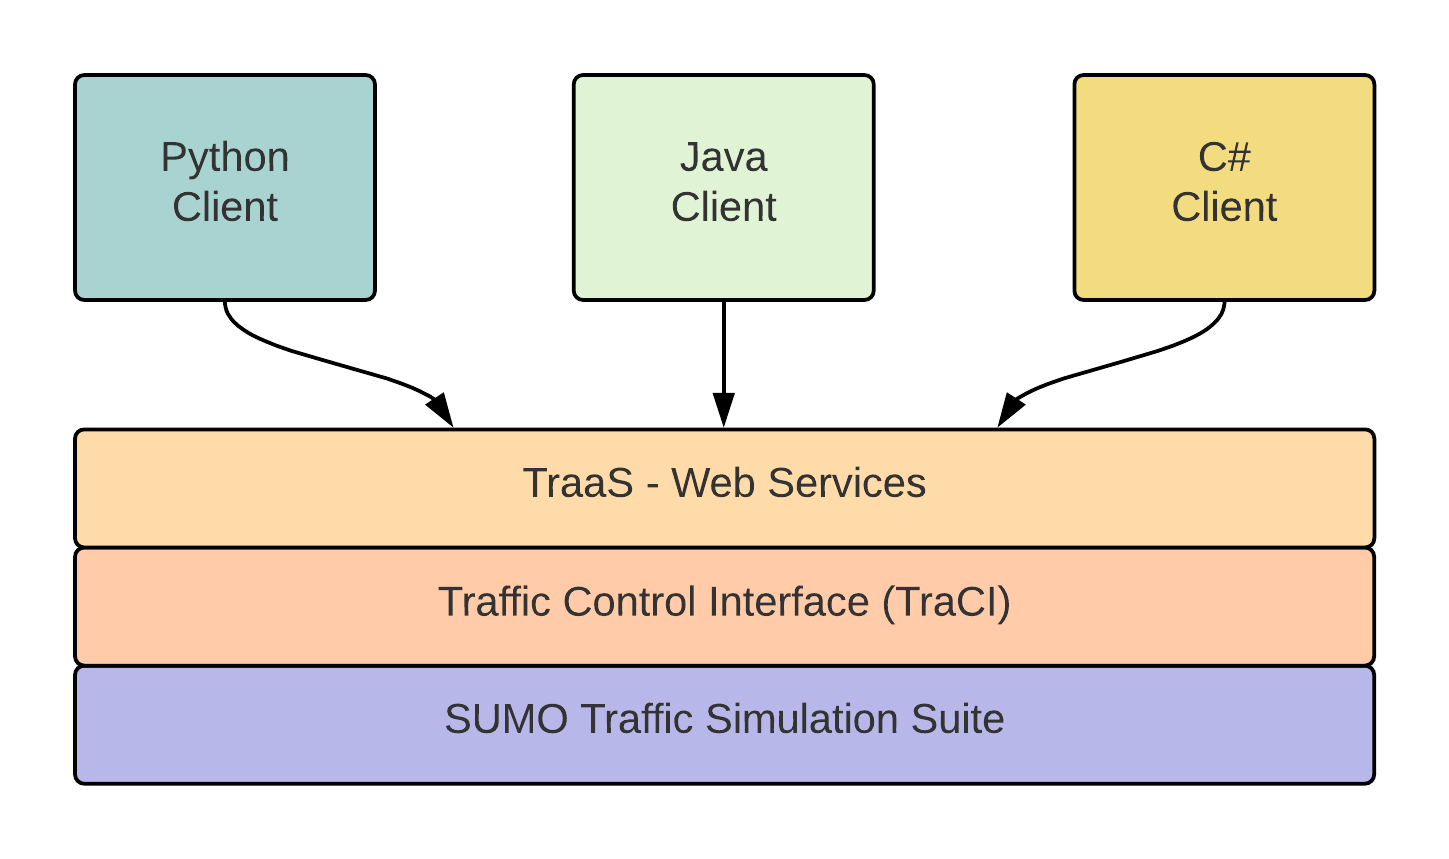 Python
Client
Java
Client
C#
Client
TraaS - Web Services
Traffic Control Interface (TraCI)
SUMO Traffic Simulation Suite